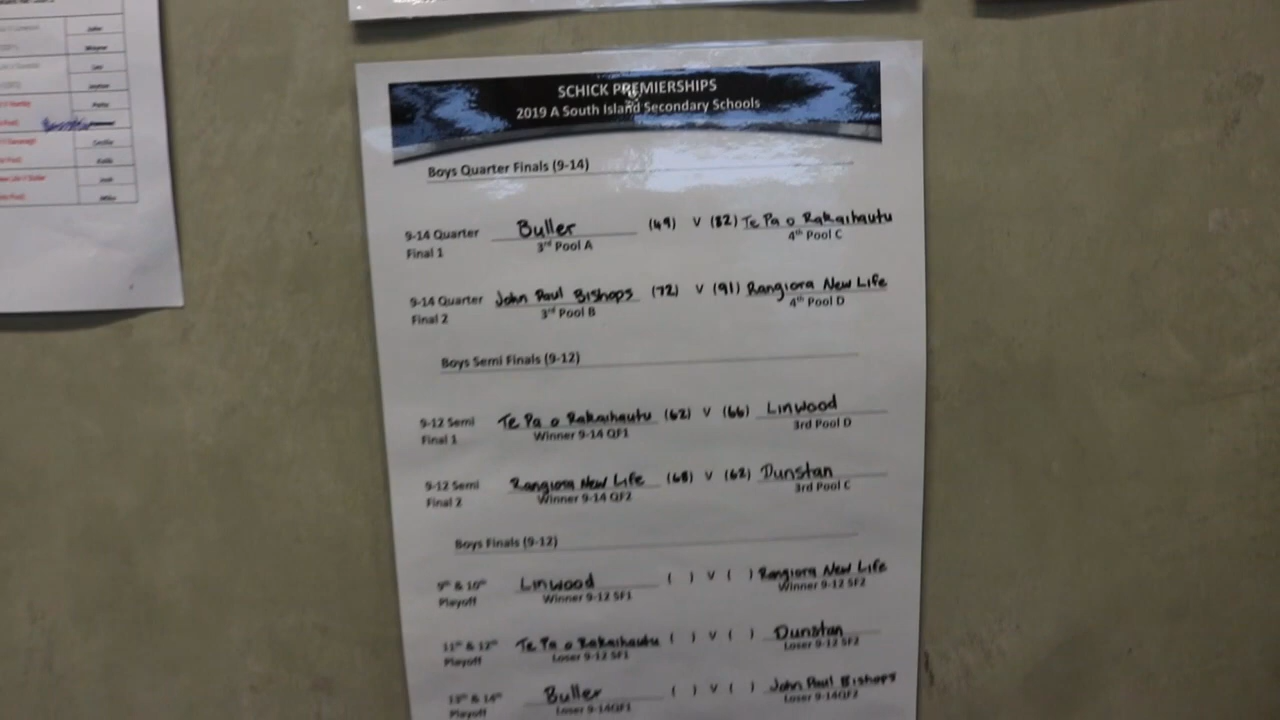 SCHICK PREMIERSHIPS
2019 A South Island Secondary Schools
Boys Quarter Finals (9-14)
9-14 Quarter Final 1 Buller (49) V (82) Te Pa o Rakaihautu
3rd Pool A 4th Pool C
9-14 Quarter Final 2 John Paul Bishops (72) V (91) Rangiora New Life
3rd Pool B 4th Pool D
Boys Semi Finals (9-12)
9-12 Semi Final 1 Te Pa o Rakaihautu (62) V (66) Linwood
Winner 9-14 QF1 3rd Pool D
9-12 Semi Final 2 Rangiora New Life (68) V (62) Dunstan
Winner 9-14 QF2 3rd Pool C
Boys Finals (9-12)
9th & 10th Playoff Linwood ( ) V ( ) Rangiora New Life
Winner 9-12 SF1 Winner 9-12 SF2
11th & 12th Playoff Te Pa o Rakaihautu ( ) V ( ) Dunstan
Loser 9-12 SF1 Loser 9-12 SF2
13th & 14th Playoff Buller ( ) V ( ) John Paul Bishops
Loser 9-14QF1 Loser 9-14QF2